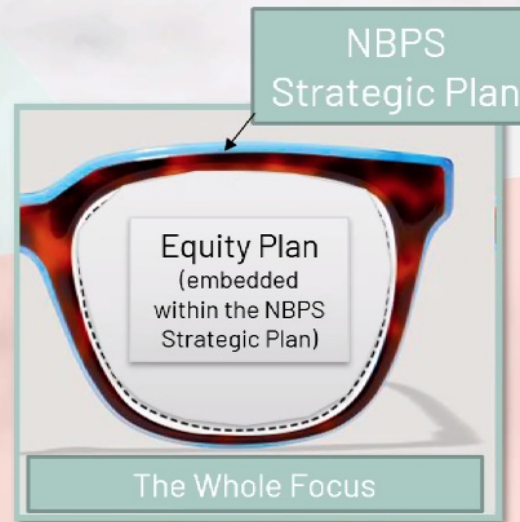 NBPS
Strategic Plan
Equity Plan
(embedded
within the NBPS
Strategic Plan)
The Whole Focus